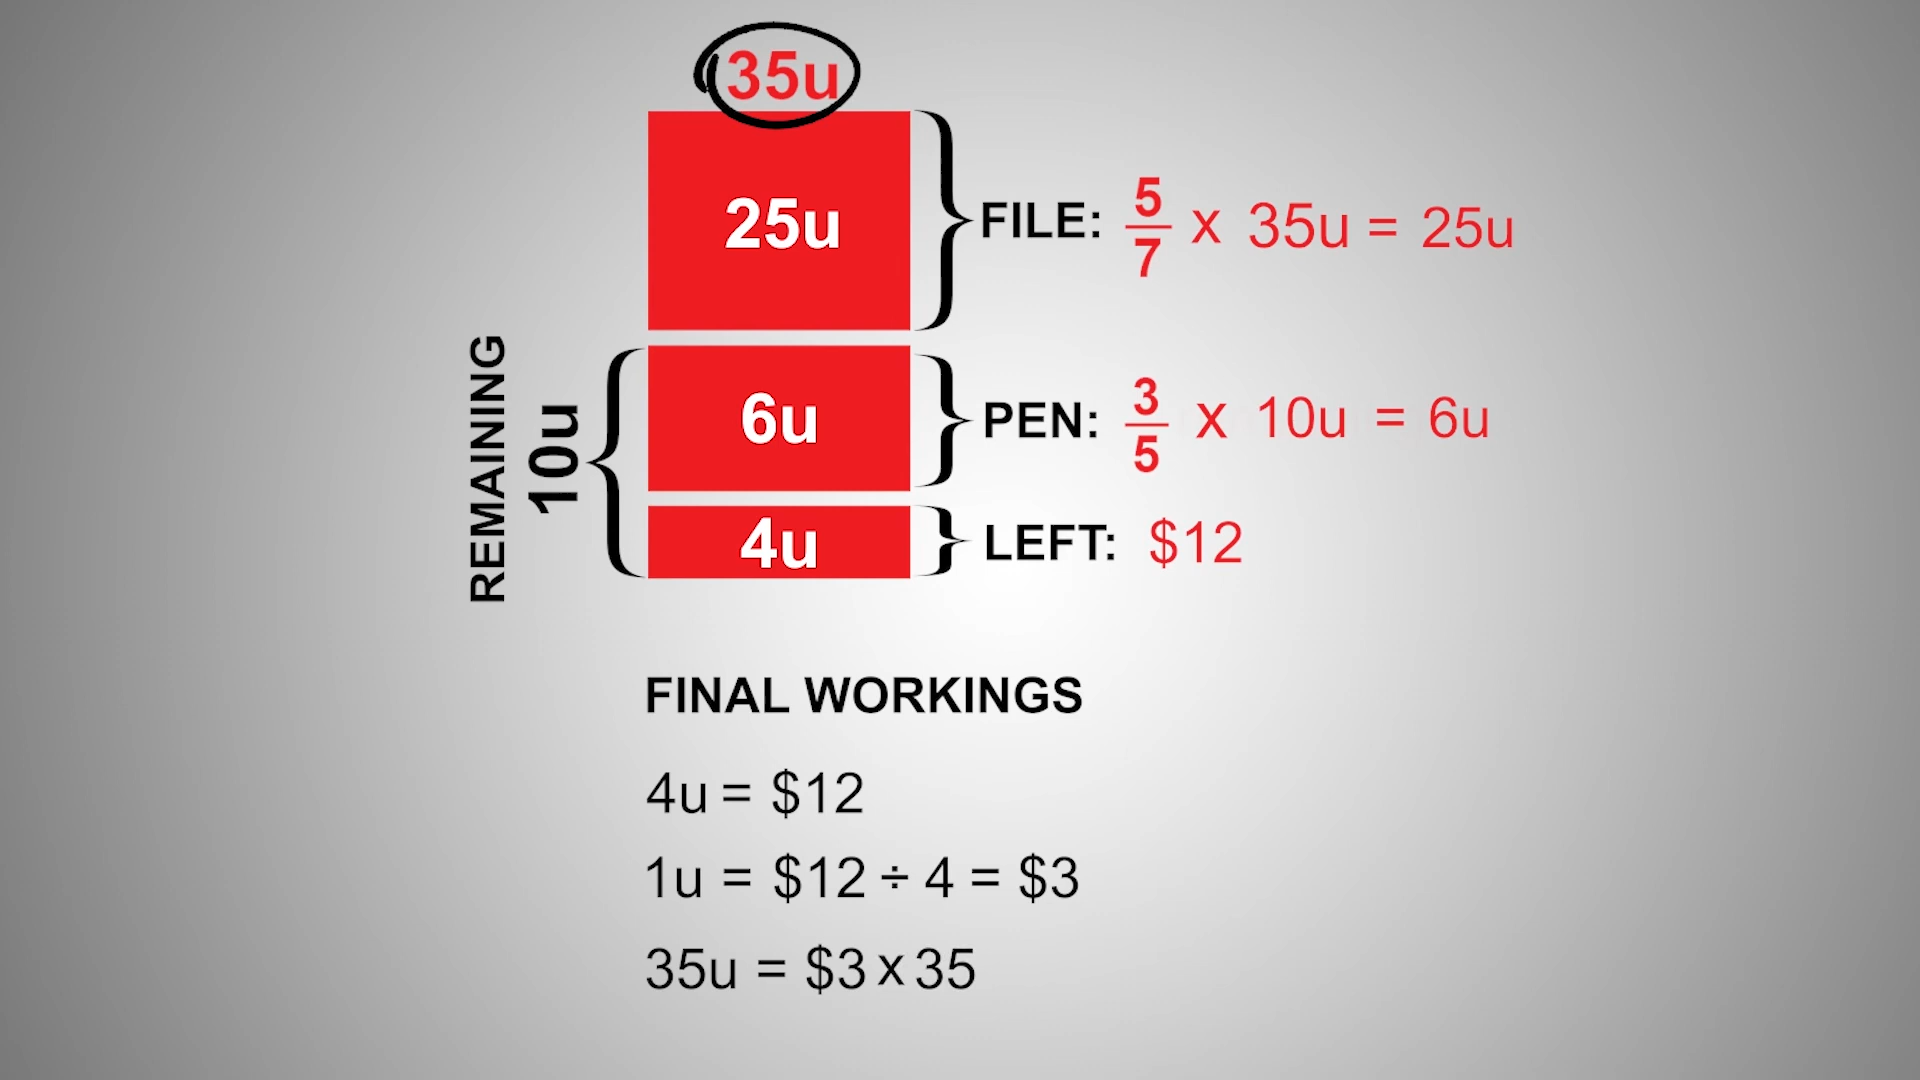 35u
25u
FILE: 5/7 x 35u = 25u
REMAINING
10u
6u
PEN: 3/5 x 10u = 6u
4u
LEFT: $12
FINAL WORKINGS
4u = $12
1u = $12 ÷ 4 = $3
35u = $3 x 35